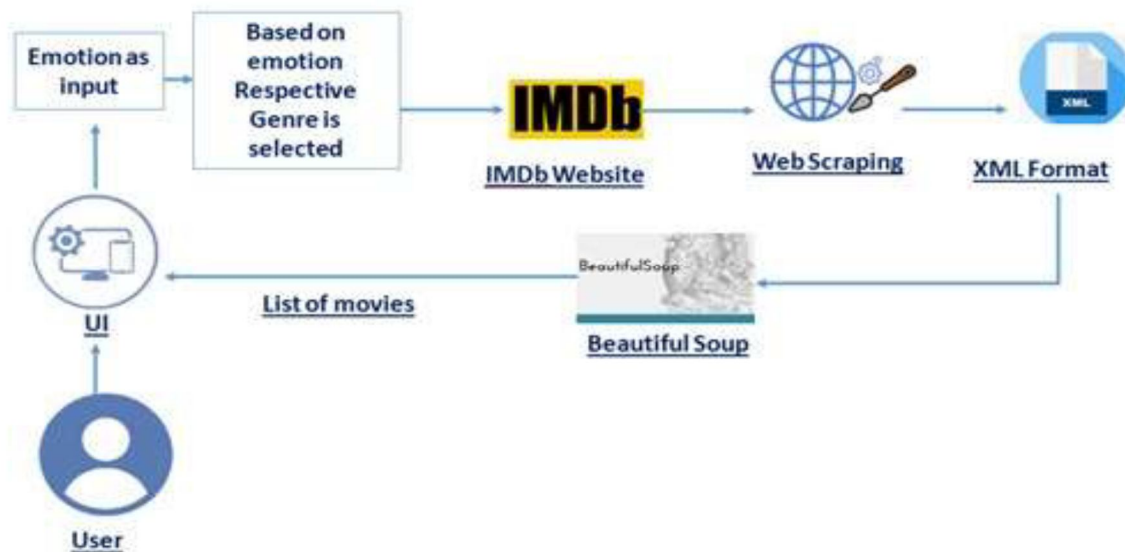 Emotion as
input
Based on
emotion
Respective
Genre is
selected
IMDb
IMDb Website
Web Scraping
XML
XML Format
UI
List of movies
BeautifulSoup
Beautiful Soup
User